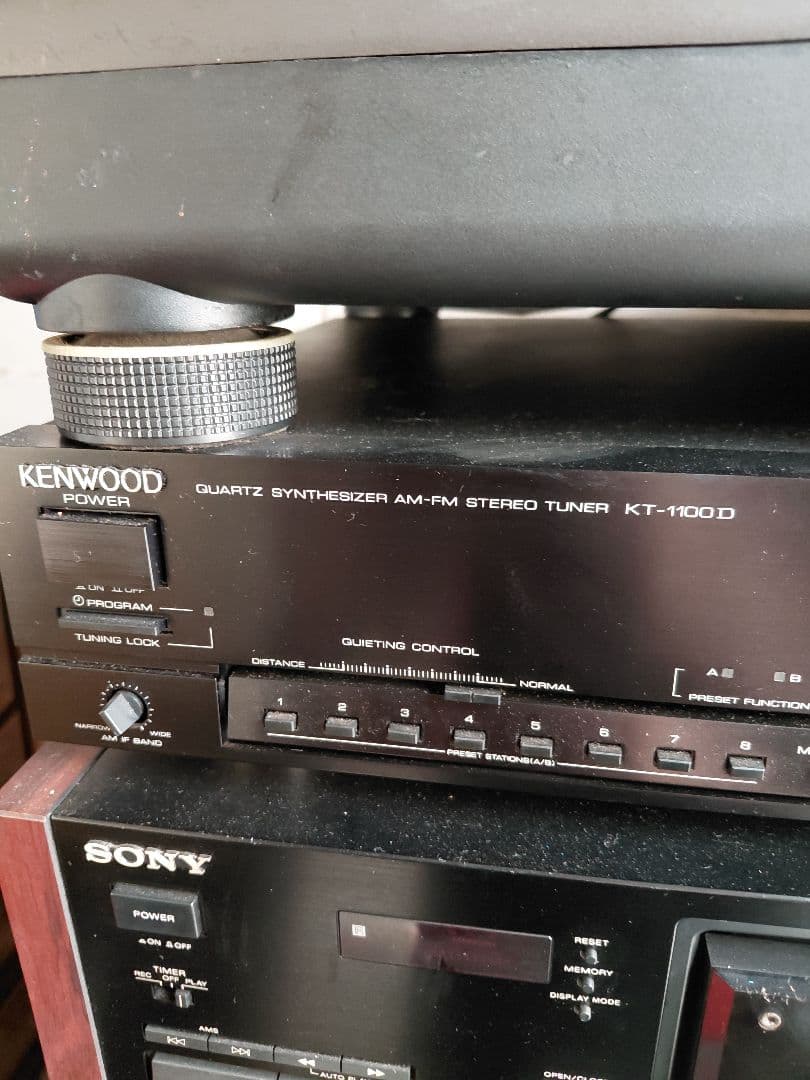 KENWOOD
QUARTZ SYNTHESIZER AM-FM STEREO TUNER KT-1100D
POWER
ON OFF
PROGRAM
TUNING LOCK
QUIETING CONTROL
DISTANCE
NORMAL
A B
PRESET FUNCTION
1 2 3 4 5 6 7 8 M
NARROW WIDE
AM IF BAND
PRESET STATIONS(A/B)
SONY
POWER
ON OFF
TIMER
REC OFF PLAY
RESET
MEMORY
DISPLAY MODE
AMS
AUTO